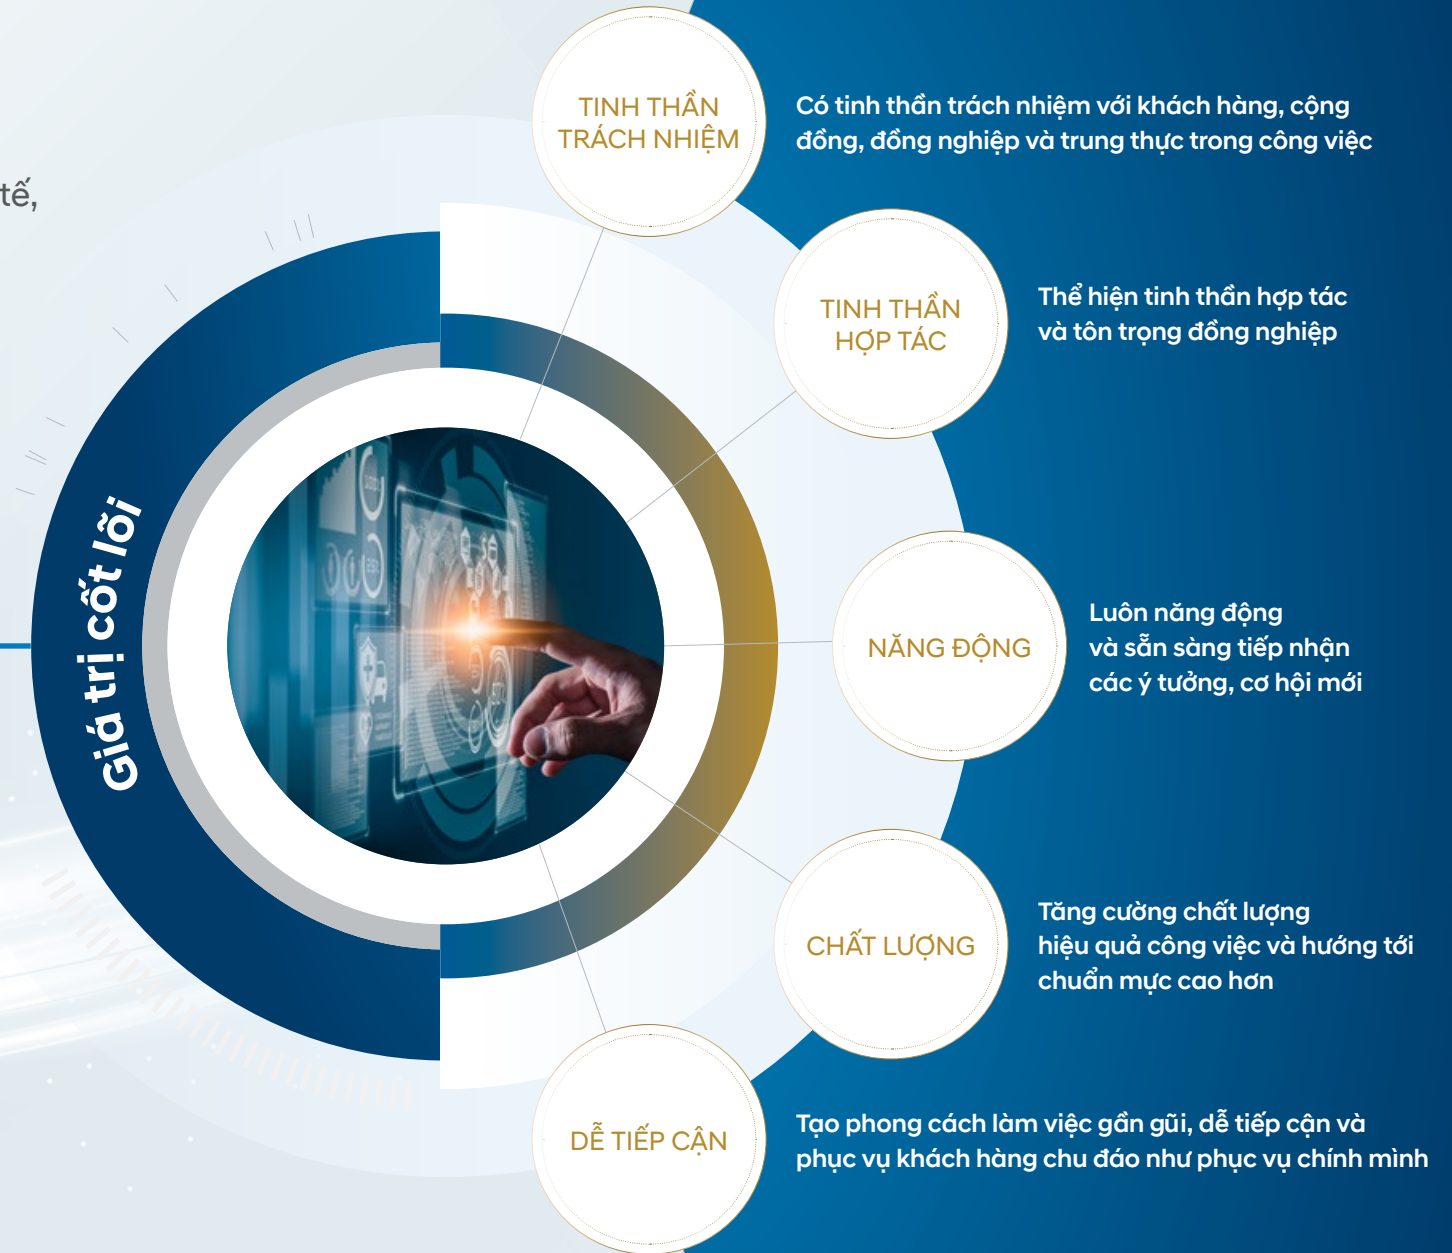 tế,
Giá trị cốt lõi
TINH THẦN
TRÁCH NHIỆM
Có tinh thần trách nhiệm với khách hàng, cộng
đồng, đồng nghiệp và trung thực trong công việc
TINH THẦN
HỢP TÁC
Thể hiện tinh thần hợp tác
và tôn trọng đồng nghiệp
NĂNG ĐỘNG
Luôn năng động
và sẵn sàng tiếp nhận
các ý tưởng, cơ hội mới
CHẤT LƯỢNG
Tăng cường chất lượng
hiệu quả công việc và hướng tới
chuẩn mực cao hơn
DỄ TIẾP CẬN
Tạo phong cách làm việc gần gũi, dễ tiếp cận và
phục vụ khách hàng chu đáo như phục vụ chính mình